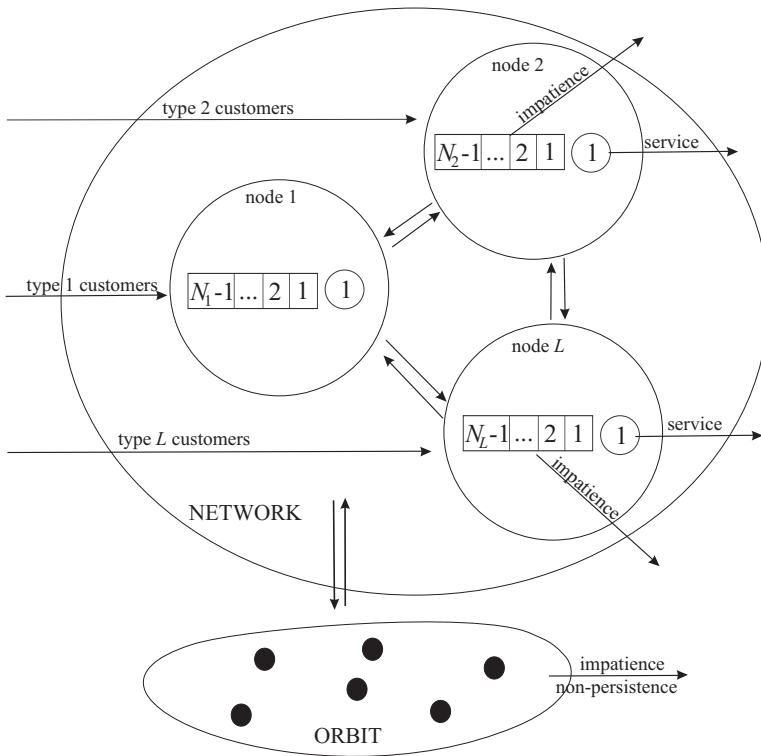 node 2
impatience
type 2 customers
N₂-1 ... 2 1 1
service
node 1
type 1 customers
N₁-1 ... 2 1 1
node L
type L customers
N_L-1 ... 2 1 1
service
impatience
NETWORK
impatience
non-persistence
ORBIT